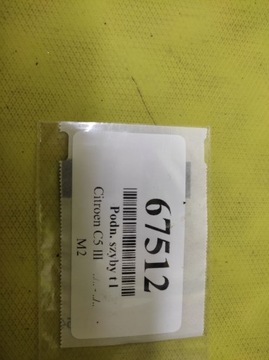 67512
Podn. szyby t l
Citroen C5 III
M2